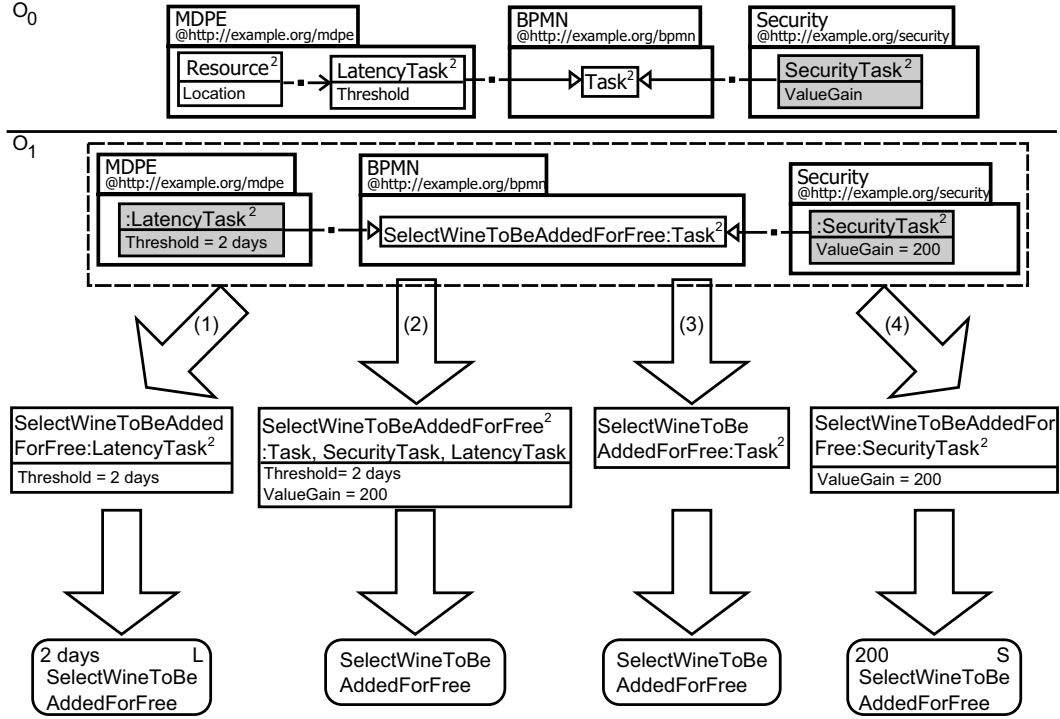 O0
MDPE
@http://example.org/mdpe
BPMN
@http://example.org/bpmn
Security
@http://example.org/security
Resource2
Location
LatencyTask2
Threshold
Task2
SecurityTask2
ValueGain
O1
MDPE
@http://example.org/mdpe
BPMN
@http://example.org/bpmn
Security
@http://example.org/security
:LatencyTask2
Threshold = 2 days
SelectWineToBeAddedForFree:Task2
:SecurityTask2
ValueGain = 200
(1)
(2)
(3)
(4)
SelectWineToBeAdded
ForFree:LatencyTask2
Threshold = 2 days
SelectWineToBeAddedForFree2
:Task, SecurityTask, LatencyTask
Threshold= 2 days
ValueGain = 200
SelectWineToBe
AddedForFree:Task2
SelectWineToBeAddedFor
Free:SecurityTask2
ValueGain = 200
2 days L
SelectWineToBe
AddedForFree
SelectWineToBe
AddedForFree
SelectWineToBe
AddedForFree
200 S
SelectWineToBe
AddedForFree